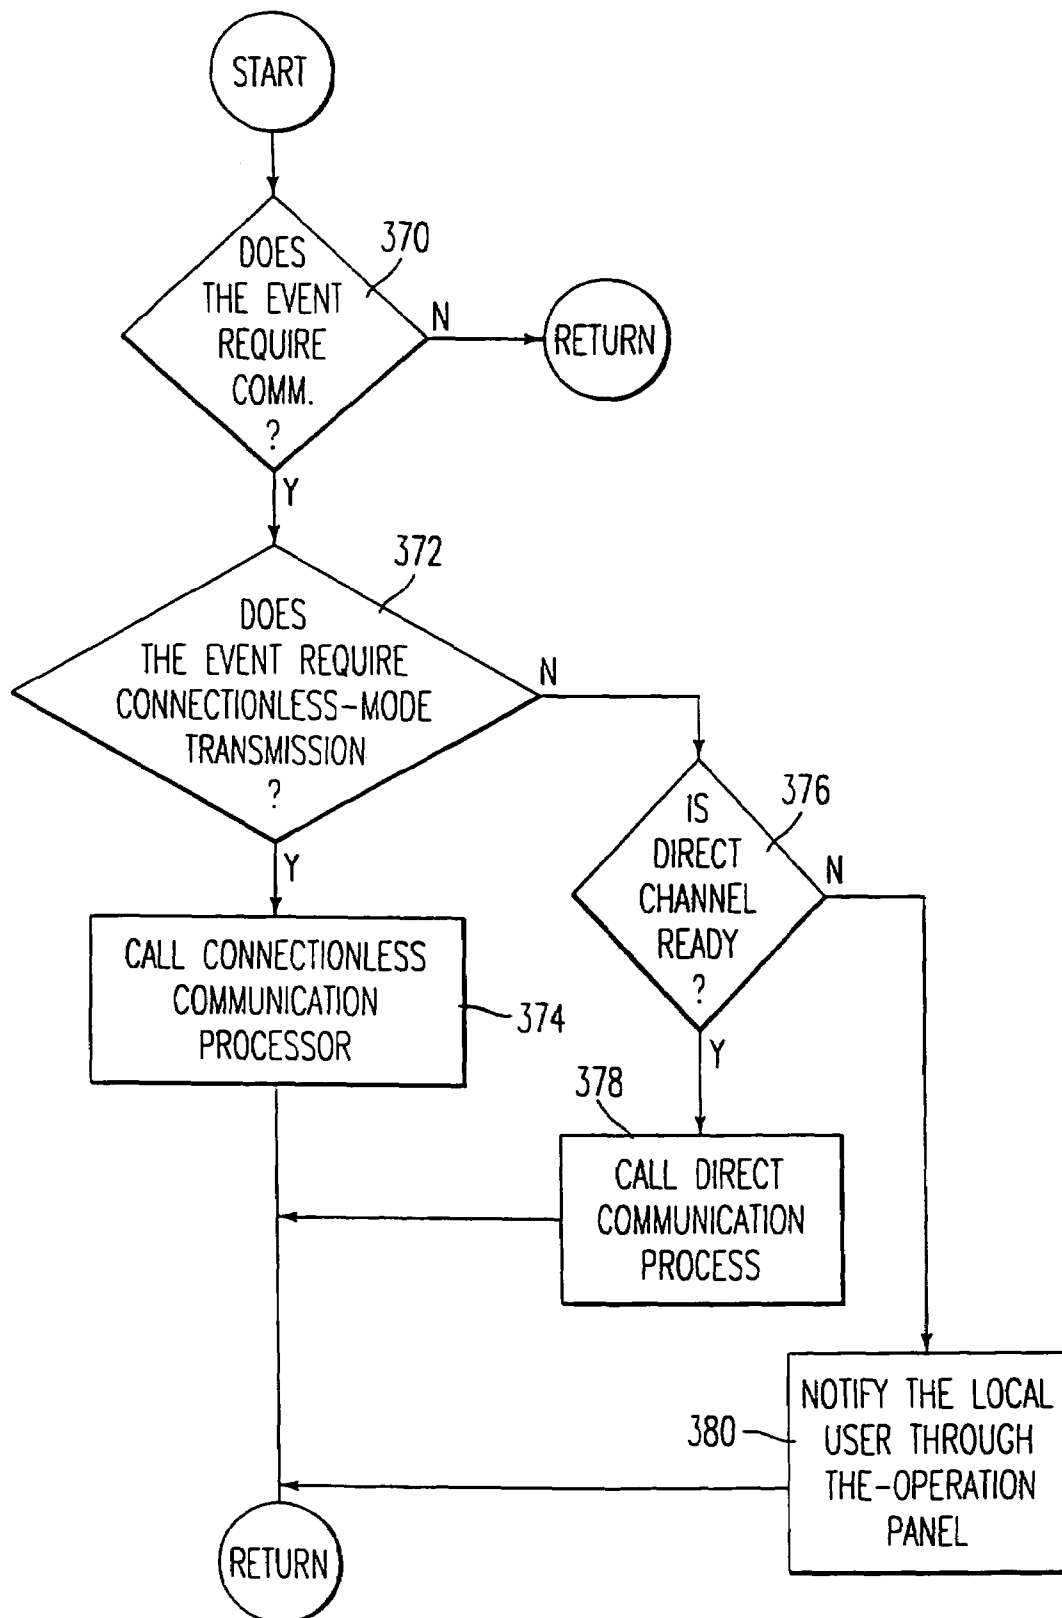 START
370
DOES
THE EVENT
REQUIRE
COMM.
?
N
RETURN
Y
372
DOES
THE EVENT REQUIRE
CONNECTIONLESS-MODE
TRANSMISSION
?
N
Y
376
IS
DIRECT
CHANNEL
READY
?
N
Y
CALL CONNECTIONLESS
COMMUNICATION
PROCESSOR
374
378
CALL DIRECT
COMMUNICATION
PROCESS
380
NOTIFY THE LOCAL
USER THROUGH
THE-OPERATION
PANEL
RETURN